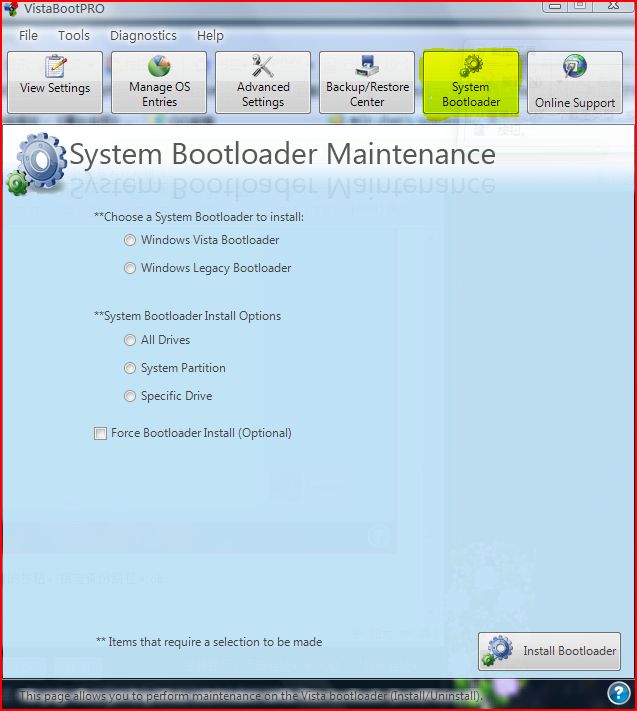 VistaBootPRO
File Tools Diagnostics Help
View Settings
Manage OS
Entries
Advanced
Settings
Backup/Restore
Center
System
Bootloader
Online Support
System Bootloader Maintenance
**Choose a System Bootloader to install:
Windows Vista Bootloader
Windows Legacy Bootloader
**System Bootloader Install Options
All Drives
System Partition
Specific Drive
Force Bootloader Install (Optional)
** Items that require a selection to be made
Install Bootloader
This page allows you to perform maintenance on the Vista bootloader (Install/Uninstall).